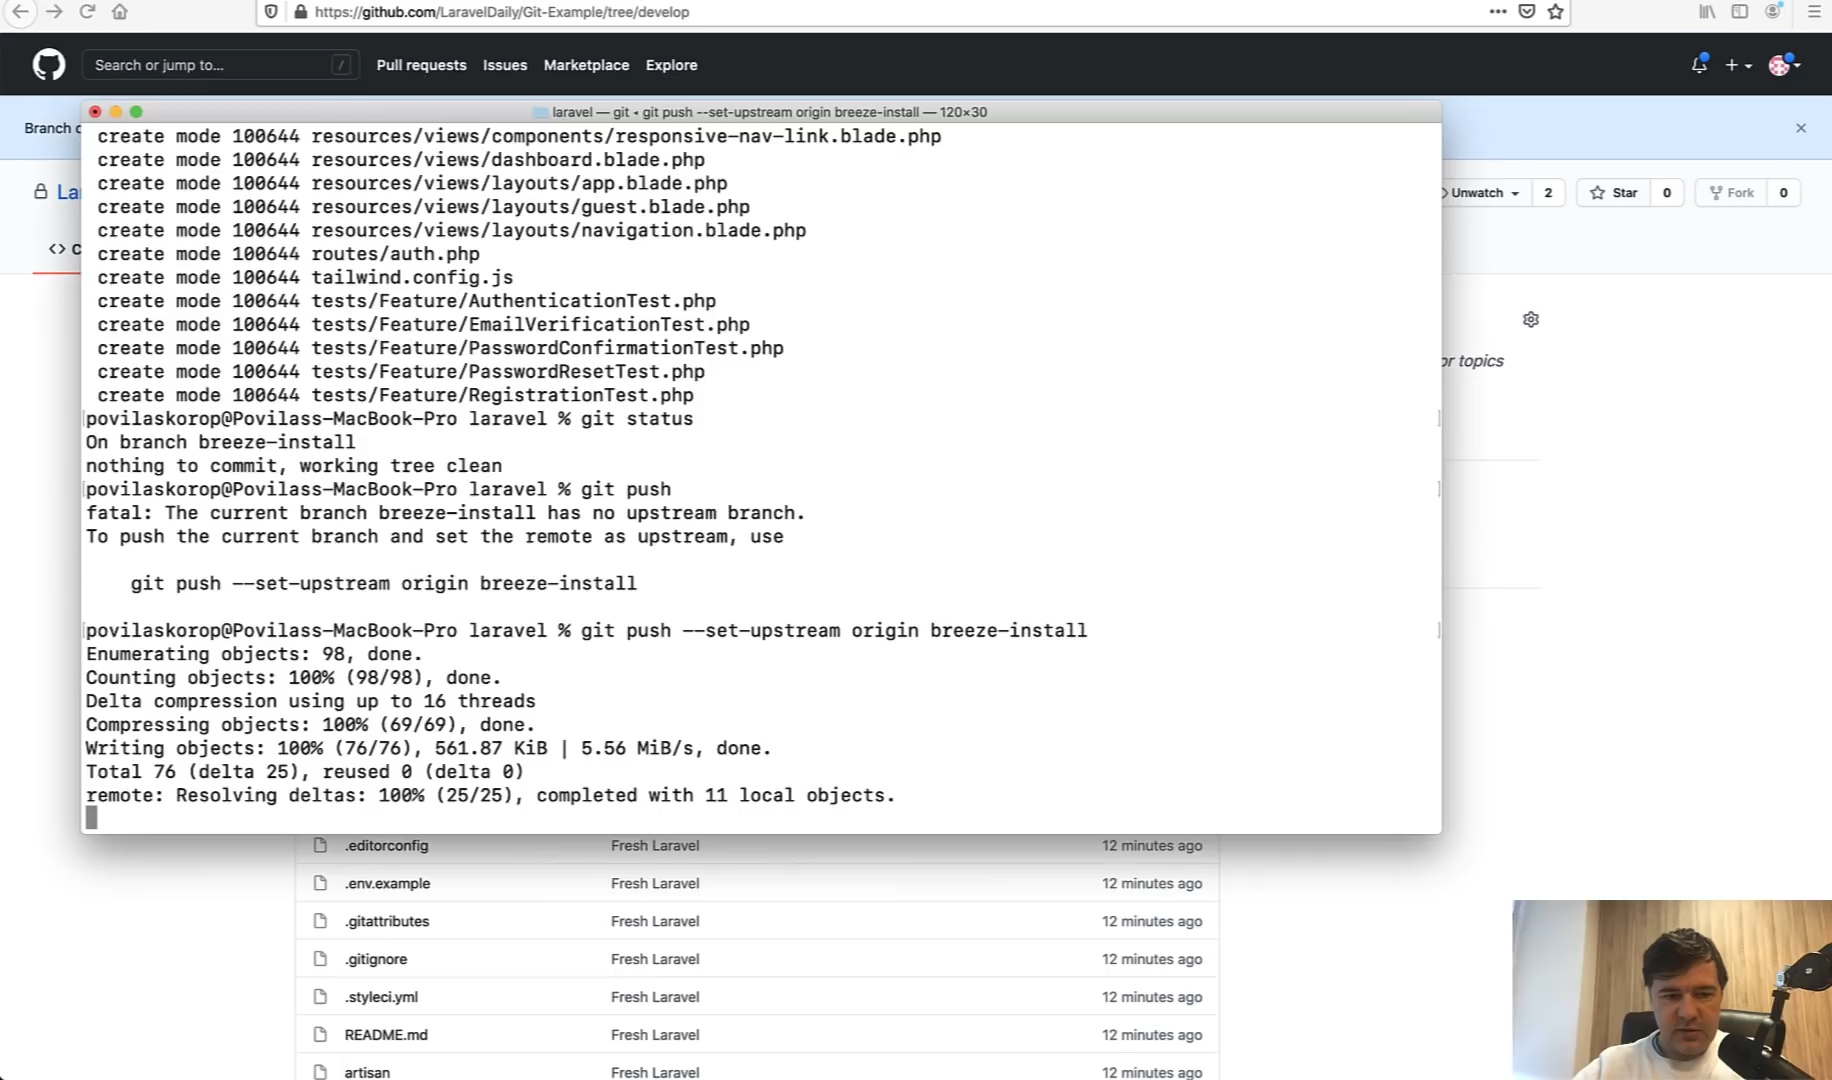 https://github.com/LaravelDaily/Git-Example/tree/develop
Search or jump to...
/
Pull requests
Issues
Marketplace
Explore
laravel — git ◂ git push --set-upstream origin breeze-install — 120×30
Branch
La
Unwatch
2
Star
0
Fork
0
<>
or topics
create mode 100644 resources/views/components/responsive-nav-link.blade.php
create mode 100644 resources/views/dashboard.blade.php
create mode 100644 resources/views/layouts/app.blade.php
create mode 100644 resources/views/layouts/guest.blade.php
create mode 100644 resources/views/layouts/navigation.blade.php
create mode 100644 routes/auth.php
create mode 100644 tailwind.config.js
create mode 100644 tests/Feature/AuthenticationTest.php
create mode 100644 tests/Feature/EmailVerificationTest.php
create mode 100644 tests/Feature/PasswordConfirmationTest.php
create mode 100644 tests/Feature/PasswordResetTest.php
create mode 100644 tests/Feature/RegistrationTest.php
povilaskorop@Povilass-MacBook-Pro laravel % git status
On branch breeze-install
nothing to commit, working tree clean
povilaskorop@Povilass-MacBook-Pro laravel % git push
fatal: The current branch breeze-install has no upstream branch.
To push the current branch and set the remote as upstream, use
git push --set-upstream origin breeze-install
povilaskorop@Povilass-MacBook-Pro laravel % git push --set-upstream origin breeze-install
Enumerating objects: 98, done.
Counting objects: 100% (98/98), done.
Delta compression using up to 16 threads
Compressing objects: 100% (69/69), done.
Writing objects: 100% (76/76), 561.87 KiB | 5.56 MiB/s, done.
Total 76 (delta 25), reused 0 (delta 0)
remote: Resolving deltas: 100% (25/25), completed with 11 local objects.
.editorconfig Fresh Laravel 12 minutes ago
.env.example Fresh Laravel 12 minutes ago
.gitattributes Fresh Laravel 12 minutes ago
.gitignore Fresh Laravel 12 minutes ago
.styleci.yml Fresh Laravel 12 minutes ago
README.md Fresh Laravel 12 minutes ago
artisan Fresh Laravel 12 minutes ago